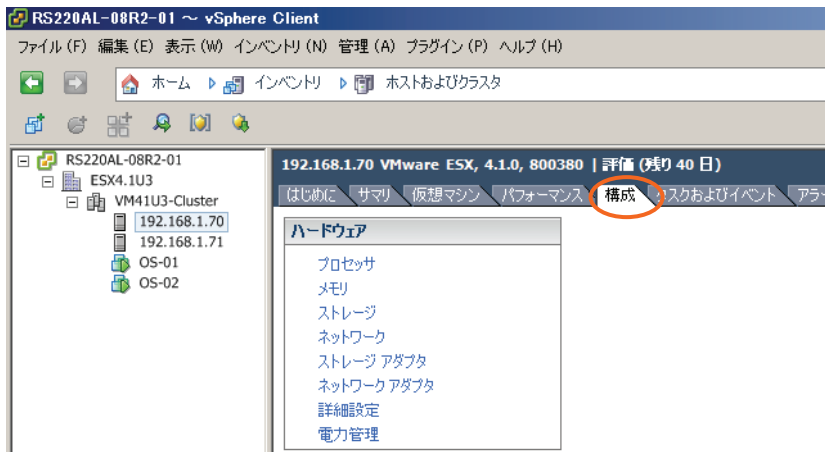 RS220AL-08R2-01 ～ vSphere Client
ファイル(F) 編集(E) 表示(W) インベントリ(N) 管理(A) プラグイン(P) ヘルプ(H)
ホーム インベントリ ホストおよびクラスタ
RS220AL-08R2-01
ESX4.1U3
VM41U3-Cluster
192.168.1.70
192.168.1.71
OS-01
OS-02
192.168.1.70 VMware ESX, 4.1.0, 800380 | 評価 (残り 40 日)
はじめに サマリ 仮想マシン パフォーマンス 構成 タスクおよびイベント アラー
ハードウェア
プロセッサ
メモリ
ストレージ
ネットワーク
ストレージ アダプタ
ネットワーク アダプタ
詳細設定
電力管理